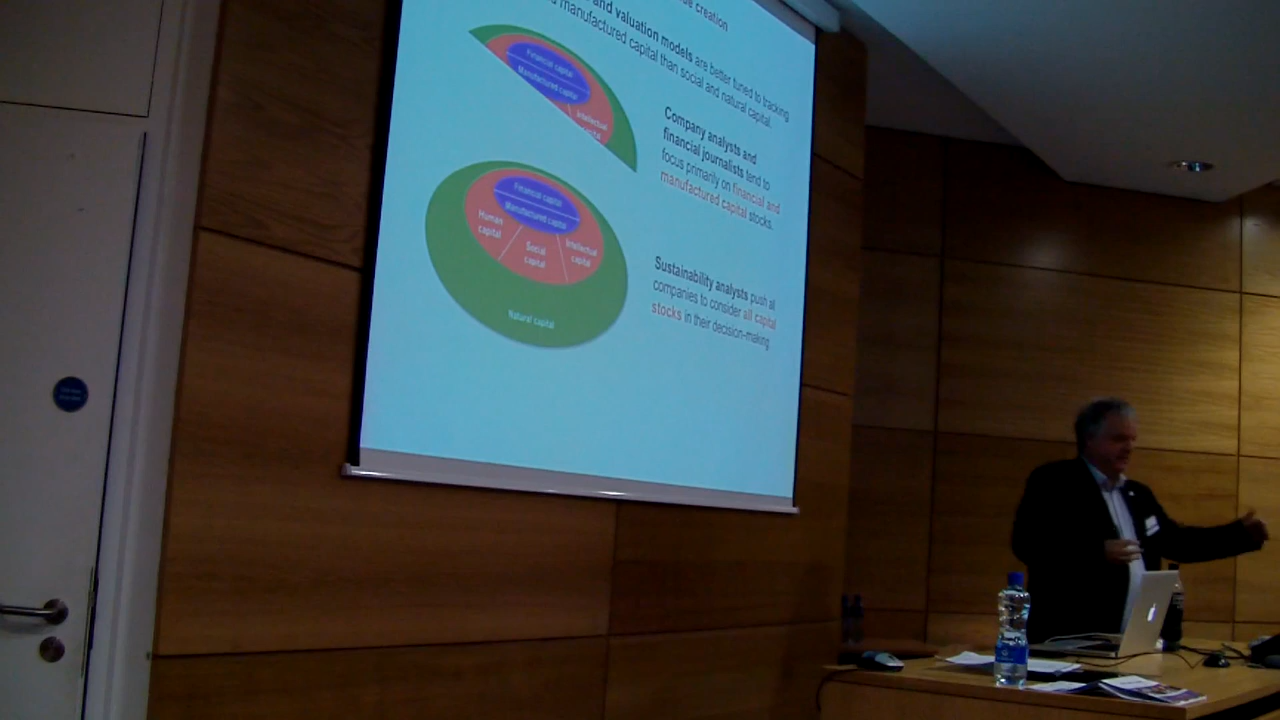 creation
and valuation models are better tuned to tracking
manufactured capital than social and natural capital.
Financial capital
Manufactured capital
Intellectual
Company analysts and
financial journalists tend to
focus primarily on financial and
manufactured capital stocks.
Financial capital
Manufactured capital
Human
capital
Social
capital
Intellectual
capital
Natural capital
Sustainability analysts push all
companies to consider all capital
stocks in their decision-making